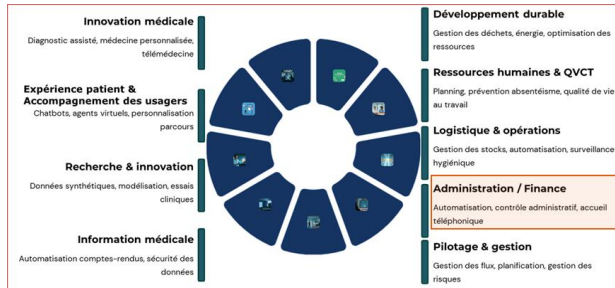 Innovation médicale
Diagnostic assisté, médecine personnalisée,
télémédecine
Expérience patient &
Accompagnement des usagers
Chatbots, agents virtuels, personnalisation
parcours
Recherche & innovation
Données synthétiques, modélisation, essais
cliniques
Information médicale
Automatisation comptes-rendus, sécurité des
données
Développement durable
Gestion des déchets, énergie, optimisation des
ressources
Ressources humaines & QVCT
Planning, prévention absentéisme, qualité de vie
au travail
Logistique & opérations
Gestion des stocks, automatisation, surveillance
hygiénique
Administration / Finance
Automatisation, contrôle administratif, accueil
téléphonique
Pilotage & gestion
Gestion des flux, planification, gestion des
risques